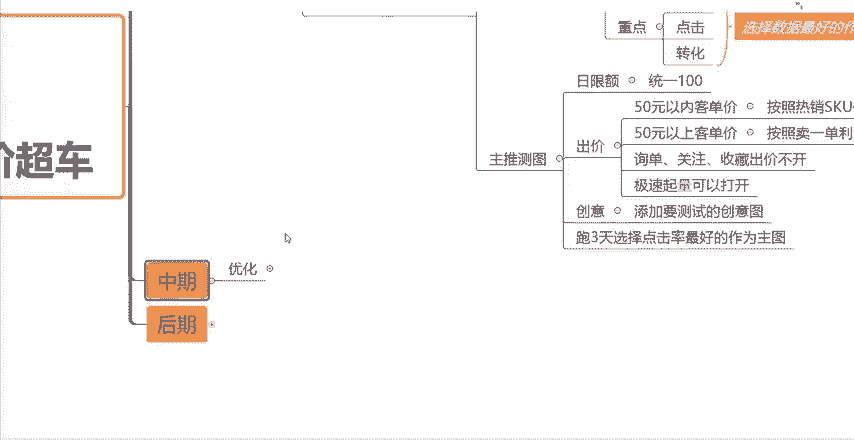 重点
点击
选择数据最好的作
转化
日限额
统一100
50元以内客单价
按照热销SKU
出价
50元以上客单价
按照卖一单利
主推测图
询单、关注、收藏出价不开
极速起量可以打开
创意
添加要测试的创意图
跑3天选择点击率最好的作为主图
价超车
中期
优化
后期